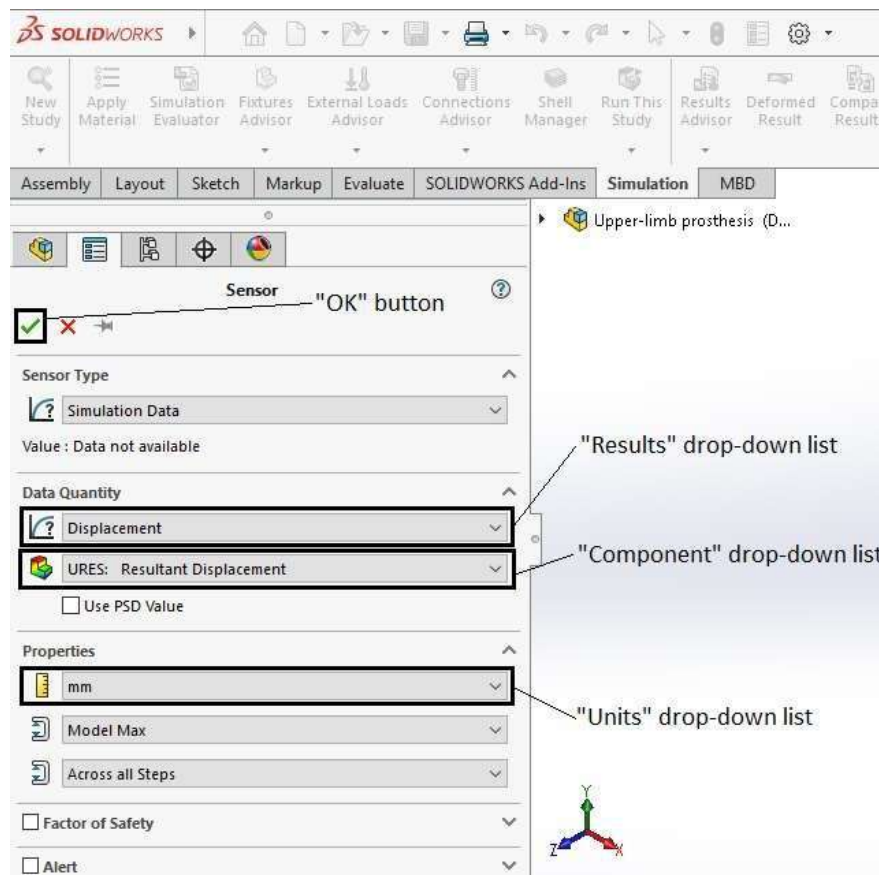 SOLIDWORKS
New Study
Apply Material
Simulation Evaluator
Fixtures Advisor
External Loads Advisor
Connections Advisor
Shell Manager
Run This Study
Results Advisor
Deformed Result
Compa
Result
Assembly Layout Sketch Markup Evaluate SOLIDWORKS Add-Ins Simulation MBD
Upper-limb prosthesis (D...
Sensor
"OK" button
Sensor Type
Simulation Data
Value : Data not available
"Results" drop-down list
Data Quantity
Displacement
URES: Resultant Displacement
"Component" drop-down list
Use PSD Value
Properties
mm
"Units" drop-down list
Model Max
Across all Steps
Factor of Safety
Alert
Y
Z
X